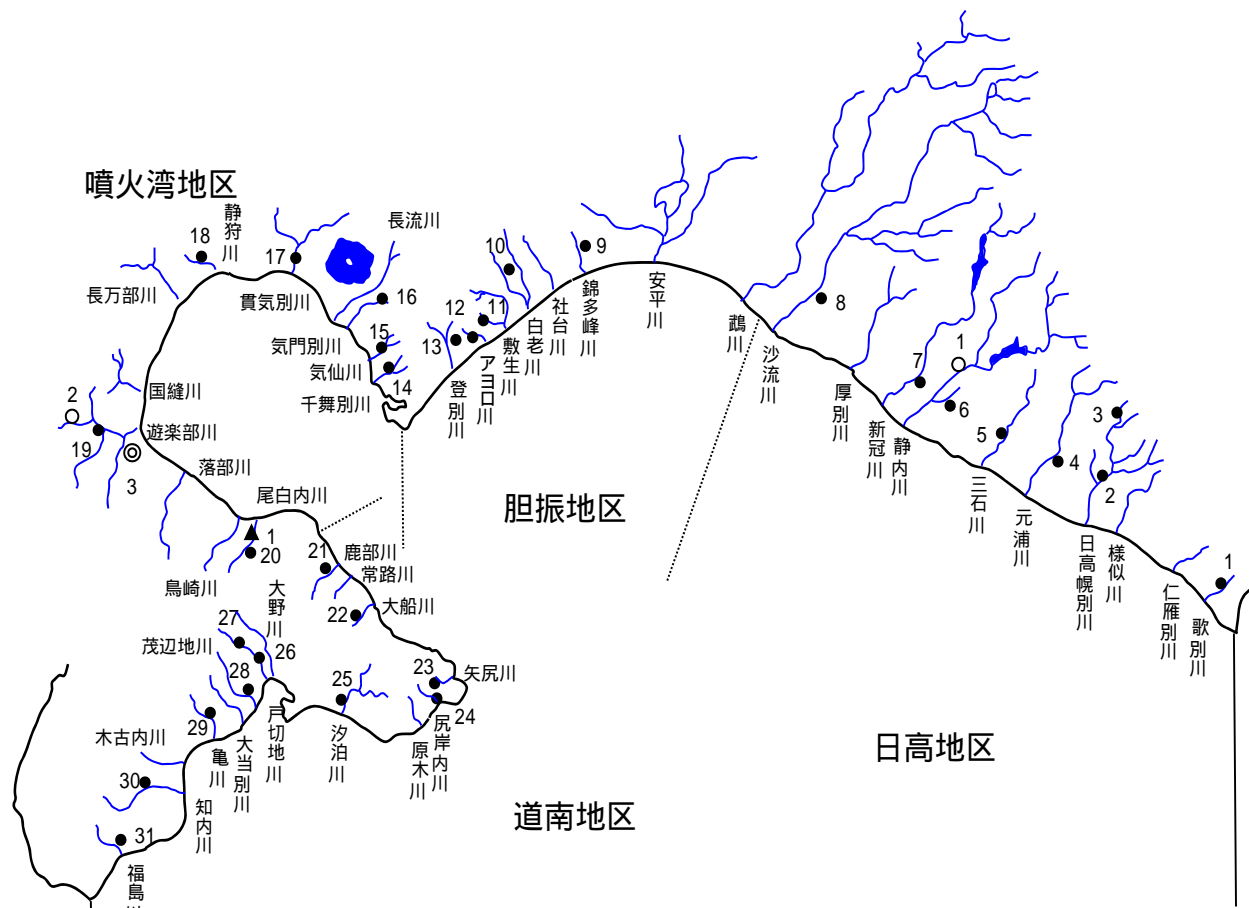 噴火湾地区
静狩川
長流川
18
17
10
9
長万部川
貫気別川
16
12
11
13
15
気門別川
気仙川
14
千舞別川
登別川
アヨロ川
敷生川
白老川
社台川
錦多峰川
安平川
鵡川
沙流川
8
厚別川
7
1
新冠川
静内川
6
5
三石川
4
元浦川
3
2
日高幌別川
様似川
仁雁別川
1
歌別川
国縫川
2
遊楽部川
19
3
落部川
尾白内川
1
20
21
鹿部川
常路川
鳥崎川
22
大船川
胆振地区
大野川
27
茂辺地川
26
28
25
23
矢尻川
24
29
木古内川
亀川
大当別川
戸切地川
汐泊川
原木川
尻岸内川
日高地区
30
知内川
道南地区
31
福島川